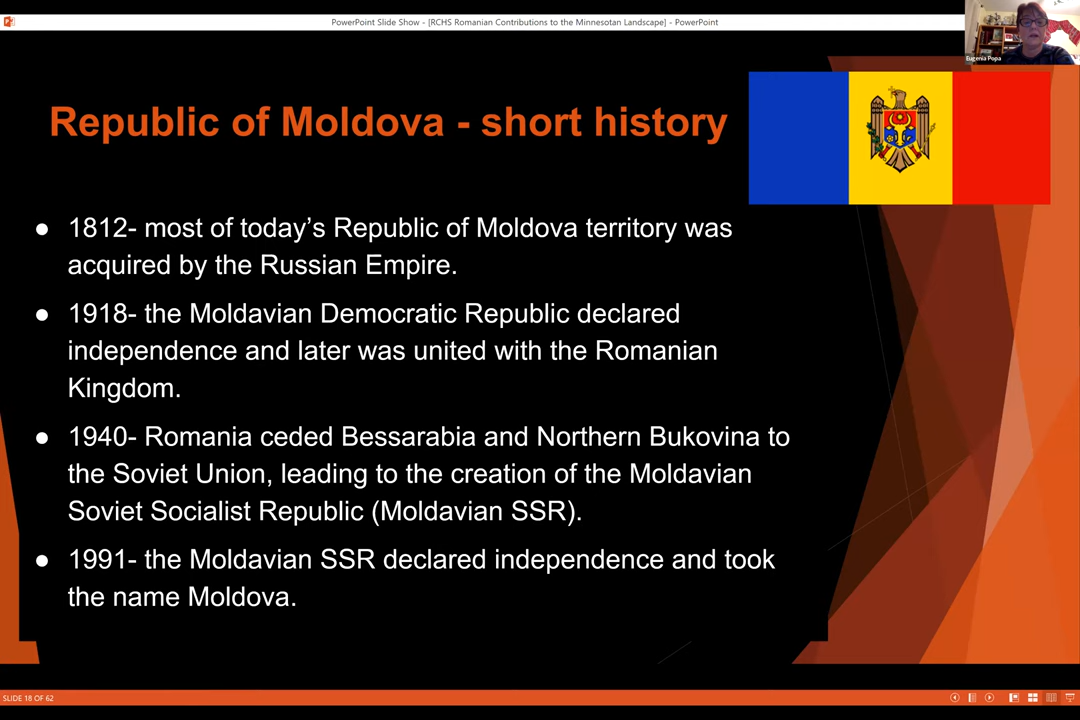 PowerPoint Slide Show - [RCHS Romanian Contributions to the Minnesotan Landscape] - PowerPoint
Eugenia Popa
Republic of Moldova - short history
● 1812- most of today's Republic of Moldova territory was
acquired by the Russian Empire.
● 1918- the Moldavian Democratic Republic declared
independence and later was united with the Romanian
Kingdom.
● 1940- Romania ceded Bessarabia and Northern Bukovina to
the Soviet Union, leading to the creation of the Moldavian
Soviet Socialist Republic (Moldavian SSR).
● 1991- the Moldavian SSR declared independence and took
the name Moldova.
SLIDE 18 OF 62